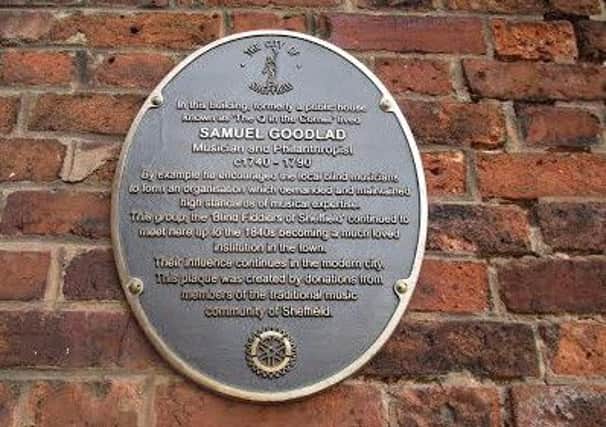 THE CITY OF
SHEFFIELD
In this building, formerly a public house
known as 'The Q in the Corner' lived
SAMUEL GOODLAD
Musician and Philanthropist
c1740 - 1790
By example he encouraged the local blind musicians
to form an organisation which demanded and maintained
high standards of musical expertise.
This group the 'Blind Fiddlers of Sheffield' continued to
meet here up to the 1840s becoming a much loved
institution in the town.
Their influence continues in the modern city.
This plaque was created by donations from
members of the traditional music
community of Sheffield.